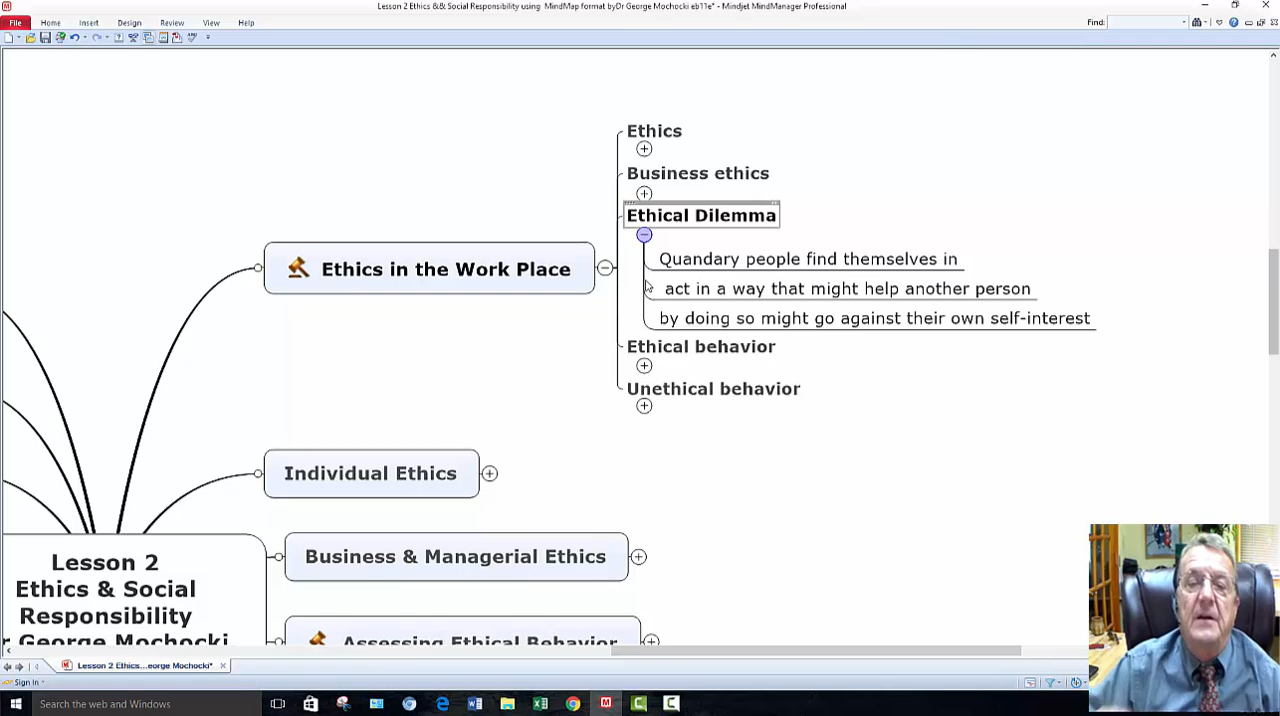 Lesson 2 Ethics && Social Responsibility using MindMap format byDr George Mochocki eb11e* - Mindjet MindManager Professional
File Home Insert Design Review View Help Find:
Ethics
Business ethics
Ethical Dilemma
Quandary people find themselves in
act in a way that might help another person
by doing so might go against their own self-interest
Ethical behavior
Unethical behavior
Ethics in the Work Place
Individual Ethics
Business & Managerial Ethics
Assessing Ethical Behavior
Lesson 2
Ethics & Social
Responsibility
r George Mochocki
Lesson 2 Ethics...eorge Mochocki*
Sign In
Search the web and Windows